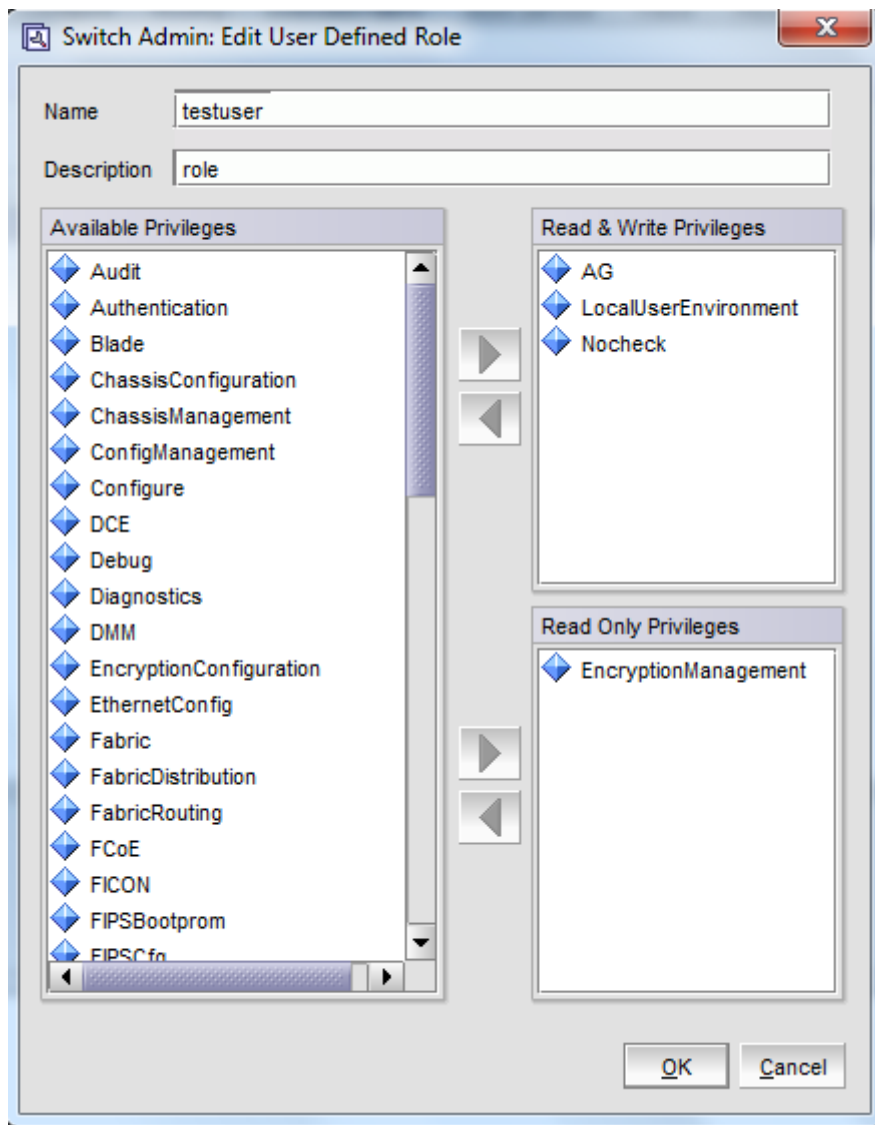 Switch Admin: Edit User Defined Role
Name testuser
Description role
Available Privileges
Audit
Authentication
Blade
ChassisConfiguration
ChassisManagement
ConfigManagement
Configure
DCE
Debug
Diagnostics
DMM
EncryptionConfiguration
EthernetConfig
Fabric
FabricDistribution
FabricRouting
FCoE
FICON
FIPSBootprom
FIPSCfg
Read & Write Privileges
AG
LocalUserEnvironment
Nocheck
Read Only Privileges
EncryptionManagement
OK Cancel